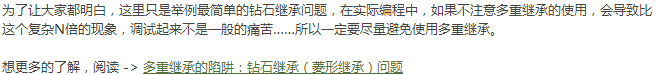 为了让大家都明白，这里只是举例最简单的钻石继承问题，在实际编程中，如果不注意多重继承的使用，会导致比
这个复杂N倍的现象，调试起来不是一般的痛苦……所以一定要尽量避免使用多重继承。
想更多的了解，阅读 -> 多重继承的陷阱：钻石继承（菱形继承）问题